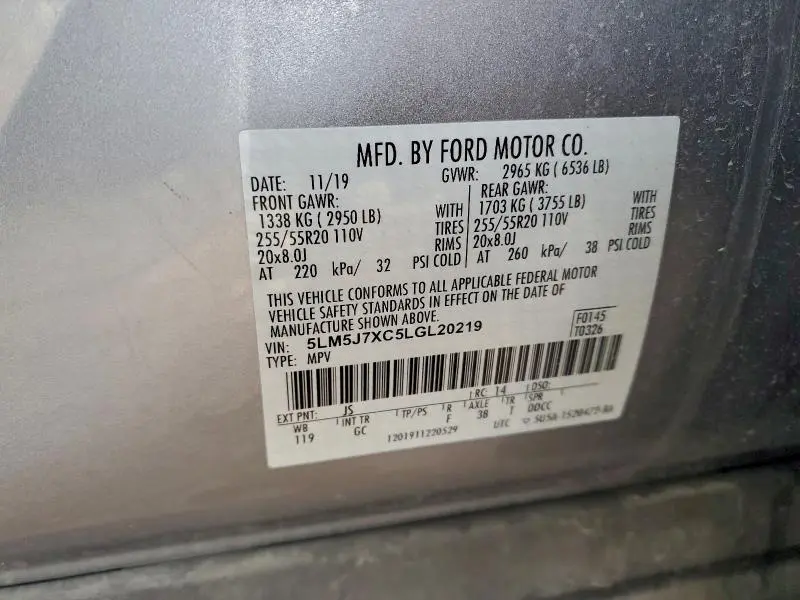 MFD. BY FORD MOTOR CO.
DATE: 11/19 GVWR: 2965 KG ( 6536 LB)
FRONT GAWR: REAR GAWR:
1338 KG ( 2950 LB) WITH 1703 KG ( 3755 LB) WITH
255/55R20 110V TIRES 255/55R20 110V TIRES
20x8.0J RIMS 20x8.0J RIMS
AT 220 kPa/ 32 PSI COLD AT 260 kPa/ 38 PSI COLD
THIS VEHICLE CONFORMS TO ALL APPLICABLE FEDERAL MOTOR
VEHICLE SAFETY STANDARDS IN EFFECT ON THE DATE OF
MANUFACTURE SHOWN ABOVE.
VIN: 5LM5J7XC5LGL20219 F0145
TYPE: MPV T0326
EXT PNT: JS RC: 14 DSO:
WB INT TR TP/PS R AXLE TR SPR
119 GC F 38 T DDCC
1201911220529 UTC